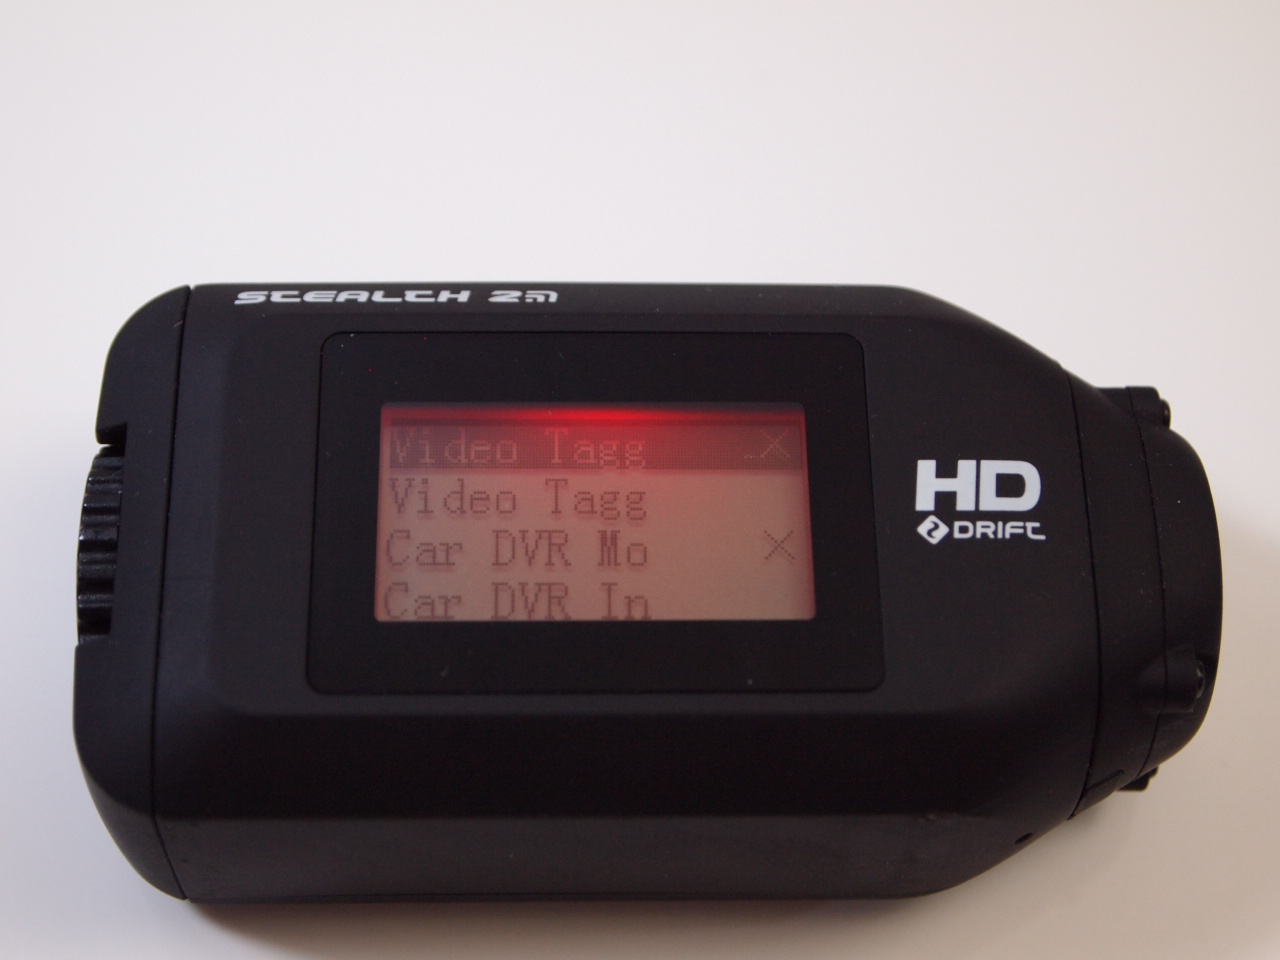 STEALTH 2
Video Tagg X
Video Tagg
Car DVR Mo X
Car DVR In
HD
DRIFT